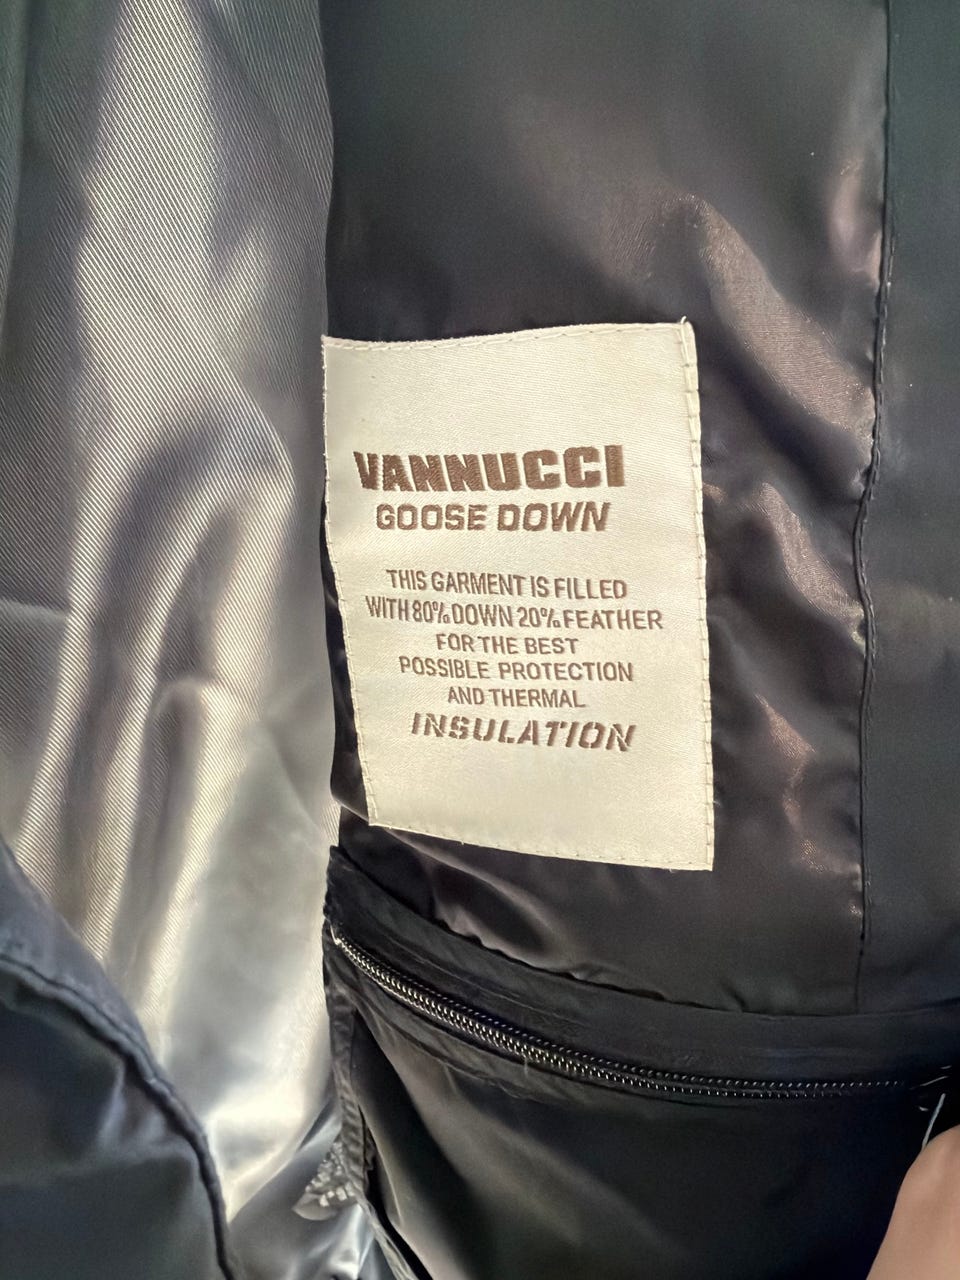 VANNUCCI
GOOSE DOWN
THIS GARMENT IS FILLED
WITH 80% DOWN 20% FEATHER
FOR THE BEST
POSSIBLE PROTECTION
AND THERMAL
INSULATION